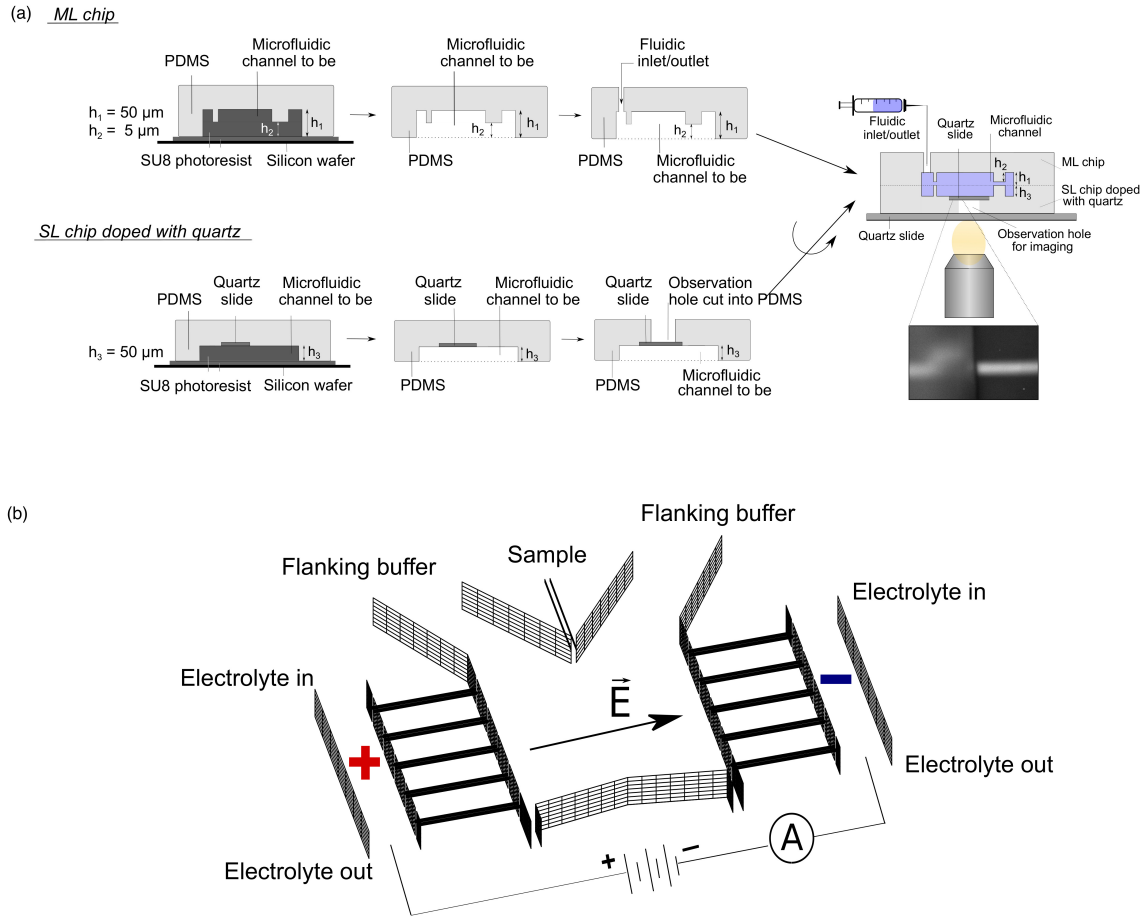 (a)
ML chip
PDMS
Microfluidic
channel to be
h1 = 50 µm
h2 = 5 µm
h2
h1
SU8 photoresist
Silicon wafer
Microfluidic
channel to be
h2
h1
PDMS
Fluidic
inlet/outlet
h2
h1
PDMS
Microfluidic
channel to be
Fluidic
inlet/outlet
Quartz
slide
Microfluidic
channel
h2
h1
h3
ML chip
SL chip doped
with quartz
Quartz slide
Observation hole
for imaging
SL chip doped with quartz
PDMS
Quartz
slide
Microfluidic
channel to be
h3 = 50 µm
h3
SU8 photoresist
Silicon wafer
Quartz
slide
Microfluidic
channel to be
h3
PDMS
Quartz
slide
Observation
hole cut into PDMS
h3
PDMS
Microfluidic
channel to be
(b)
Flanking buffer
Sample
Flanking buffer
Electrolyte in
Electrolyte in
E
+
−
Electrolyte out
Electrolyte out
+
−
A